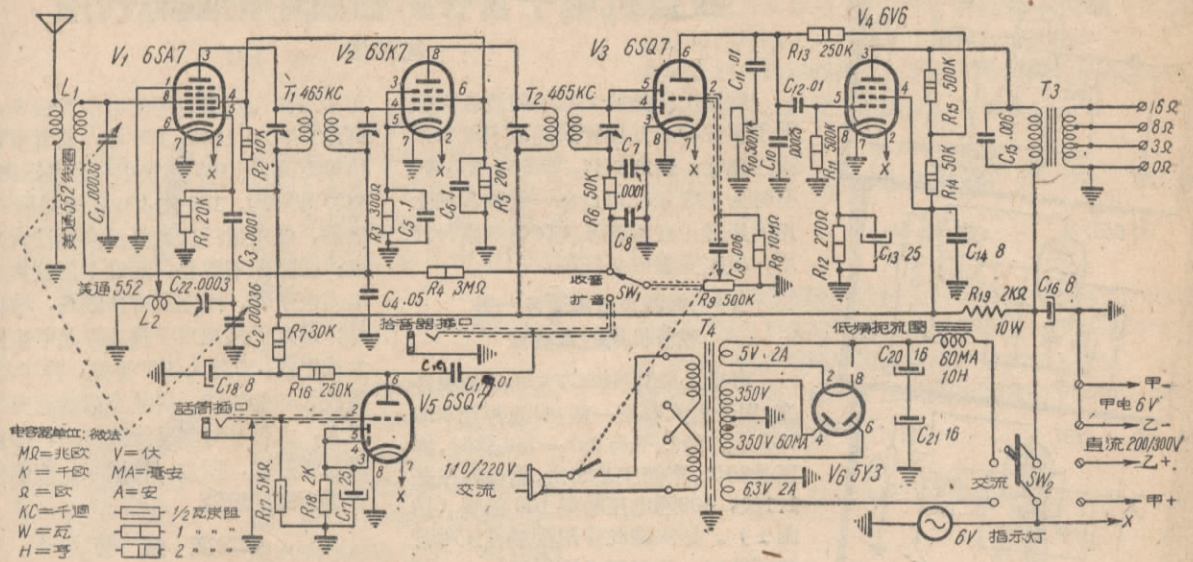 V1 6SA7
V2 6SK7
V3 6SQ7
V4 6V6
L1
美通552线圈
C1.00036
R1 20K
C3.0001
R2 10K
T1 465KC
R3 300Ω
C5 .1
C6 .1
R5 20K
T2 465KC
C7
.0001
C8
R6 50K
C11 .01
R10 300K
C10
C12 .01
R11 500K
R13 250K
C9 .006
R8 10MΩ
R12 270Ω
C13 25
R15 500K
R14 50K
C14 8
C15 .006
T3
16Ω
8Ω
3Ω
0Ω
美通552
L2
C22.0003
C2.00036
C4 .05
R4 3MΩ
收音
扩音
SW1
R9 500K
R19 2KΩ
10W
C16 8
拾音器插口
R7 30K
C18 8
R16 250K
V5 6SQ7
話筒插口
R17 5MΩ
R18 2K
C17 25
T4
5V·2A
350V
350V 60MA
6.3V 2A
V6 5V3
110/220V
交流
低頻扼流圈
60MA
10H
C20 16
C21 16
交流
SW2
甲-
甲电6V
乙-
直流200/300V
乙+
甲+
X
6V 指示灯
电容器单位:微法
MΩ=兆欧 V=伏
K=千欧 MA=毫安
Ω=欧 A=安
KC=千週 1/2瓦炭阻
W=瓦 1 " " "
H=亨 2 " " "